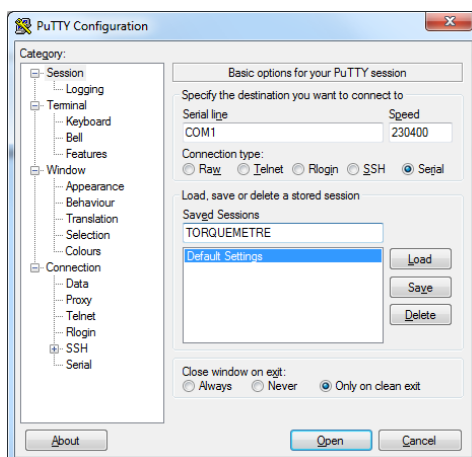 PuTTY Configuration
Category:
Session
Logging
Terminal
Keyboard
Bell
Features
Window
Appearance
Behaviour
Translation
Selection
Colours
Connection
Data
Proxy
Telnet
Rlogin
SSH
Serial
Basic options for your PuTTY session
Specify the destination you want to connect to
Serial line Speed
COM1 230400
Connection type:
Raw Telnet Rlogin SSH Serial
Load, save or delete a stored session
Saved Sessions
TORQUEMETRE
Default Settings
Load
Save
Delete
Close window on exit:
Always Never Only on clean exit
About Open Cancel